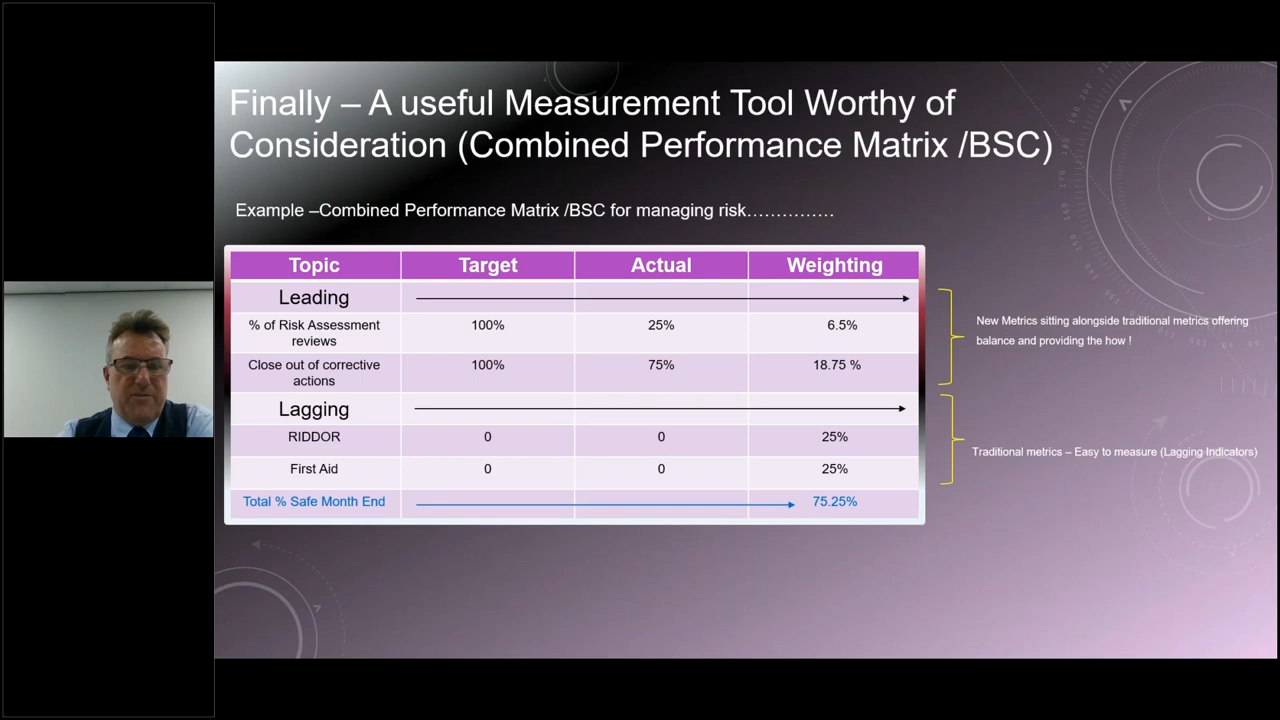 Finally – A useful Measurement Tool Worthy of
Consideration (Combined Performance Matrix /BSC)
Example –Combined Performance Matrix /BSC for managing risk……………
Topic Target Actual Weighting
Leading
% of Risk Assessment
reviews
100% 25% 6.5%
Close out of corrective
actions
100% 75% 18.75 %
Lagging
RIDDOR 0 0 25%
First Aid 0 0 25%
Total % Safe Month End 75.25%
New Metrics sitting alongside traditional metrics offering
balance and providing the how !
Traditional metrics – Easy to measure (Lagging Indicators)